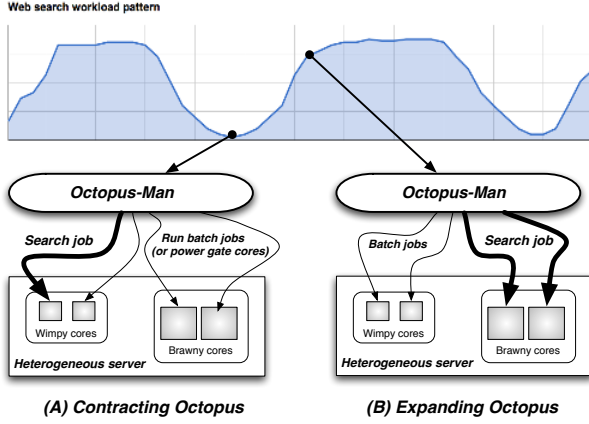 Web search workload pattern
Octopus-Man
Octopus-Man
Search job
Run batch jobs
(or power gate cores)
Batch jobs
Search job
Wimpy cores
Brawny cores
Heterogeneous server
Wimpy cores
Brawny cores
Heterogeneous server
(A) Contracting Octopus
(B) Expanding Octopus